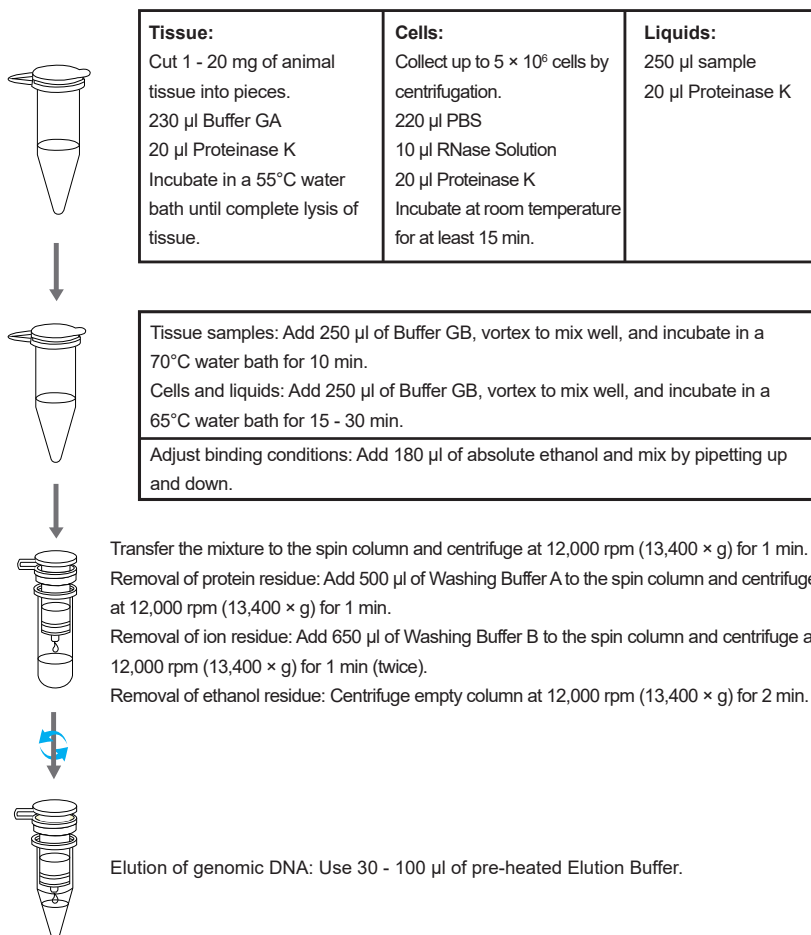 Tissue:
Cut 1 - 20 mg of animal
tissue into pieces.
230 µl Buffer GA
20 µl Proteinase K
Incubate in a 55°C water
bath until complete lysis of
tissue.
Cells:
Collect up to 5 × 10⁶ cells by
centrifugation.
220 µl PBS
10 µl RNase Solution
20 µl Proteinase K
Incubate at room temperature
for at least 15 min.
Liquids:
250 µl sample
20 µl Proteinase K
Tissue samples: Add 250 µl of Buffer GB, vortex to mix well, and incubate in a
70°C water bath for 10 min.
Cells and liquids: Add 250 µl of Buffer GB, vortex to mix well, and incubate in a
65°C water bath for 15 - 30 min.
Adjust binding conditions: Add 180 µl of absolute ethanol and mix by pipetting up
and down.
Transfer the mixture to the spin column and centrifuge at 12,000 rpm (13,400 × g) for 1 min.
Removal of protein residue: Add 500 µl of Washing Buffer A to the spin column and centrifuge
at 12,000 rpm (13,400 × g) for 1 min.
Removal of ion residue: Add 650 µl of Washing Buffer B to the spin column and centrifuge a
12,000 rpm (13,400 × g) for 1 min (twice).
Removal of ethanol residue: Centrifuge empty column at 12,000 rpm (13,400 × g) for 2 min.
Elution of genomic DNA: Use 30 - 100 µl of pre-heated Elution Buffer.